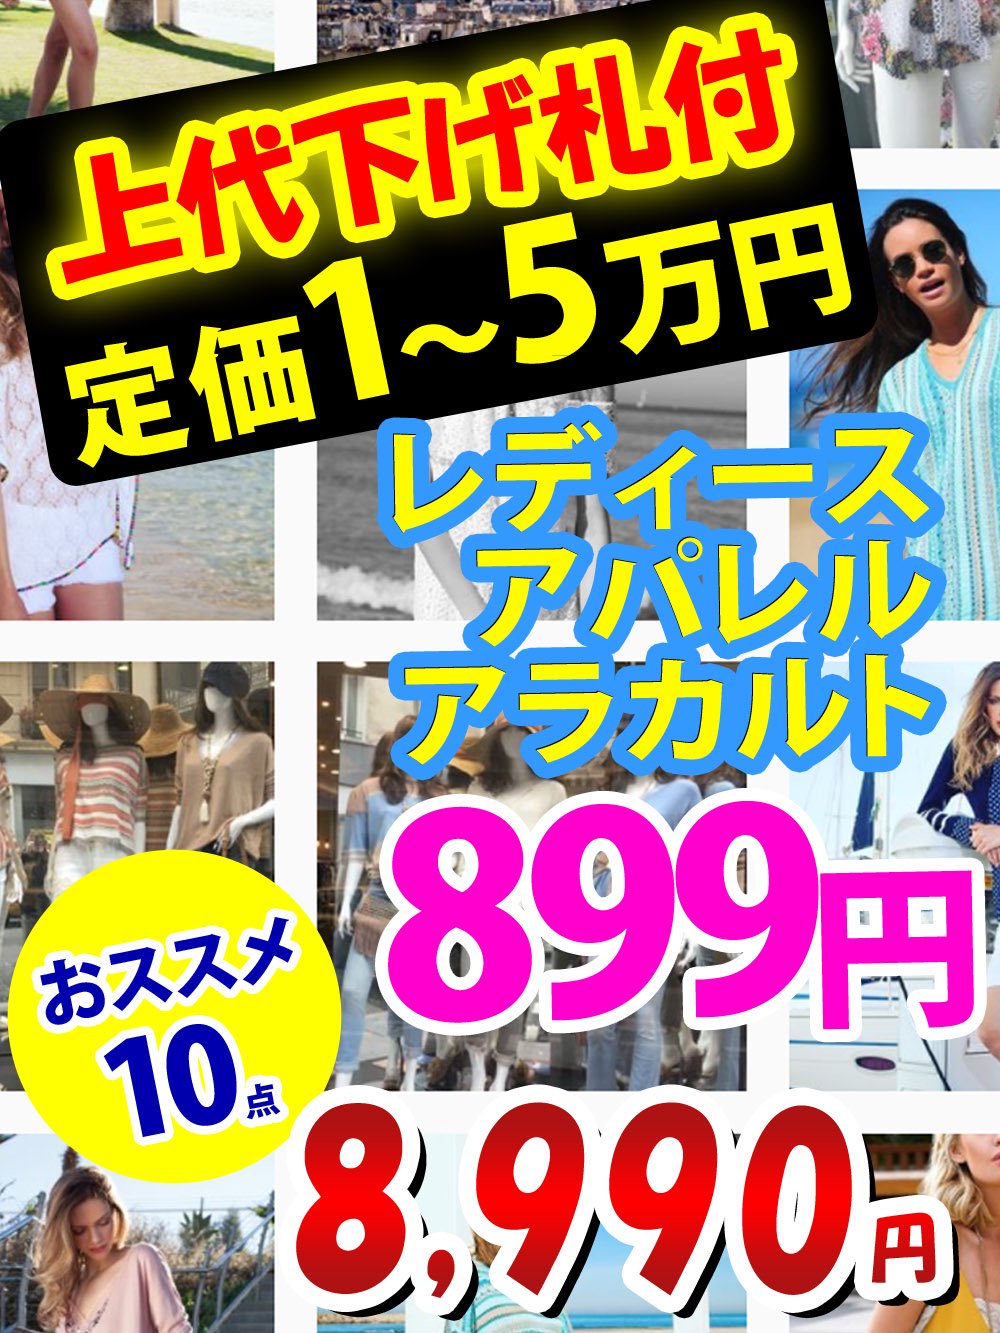 上代下げ札付
定価1～5万円
レディース
アパレル
アラカルト
899円
おススメ
10点
8,990円